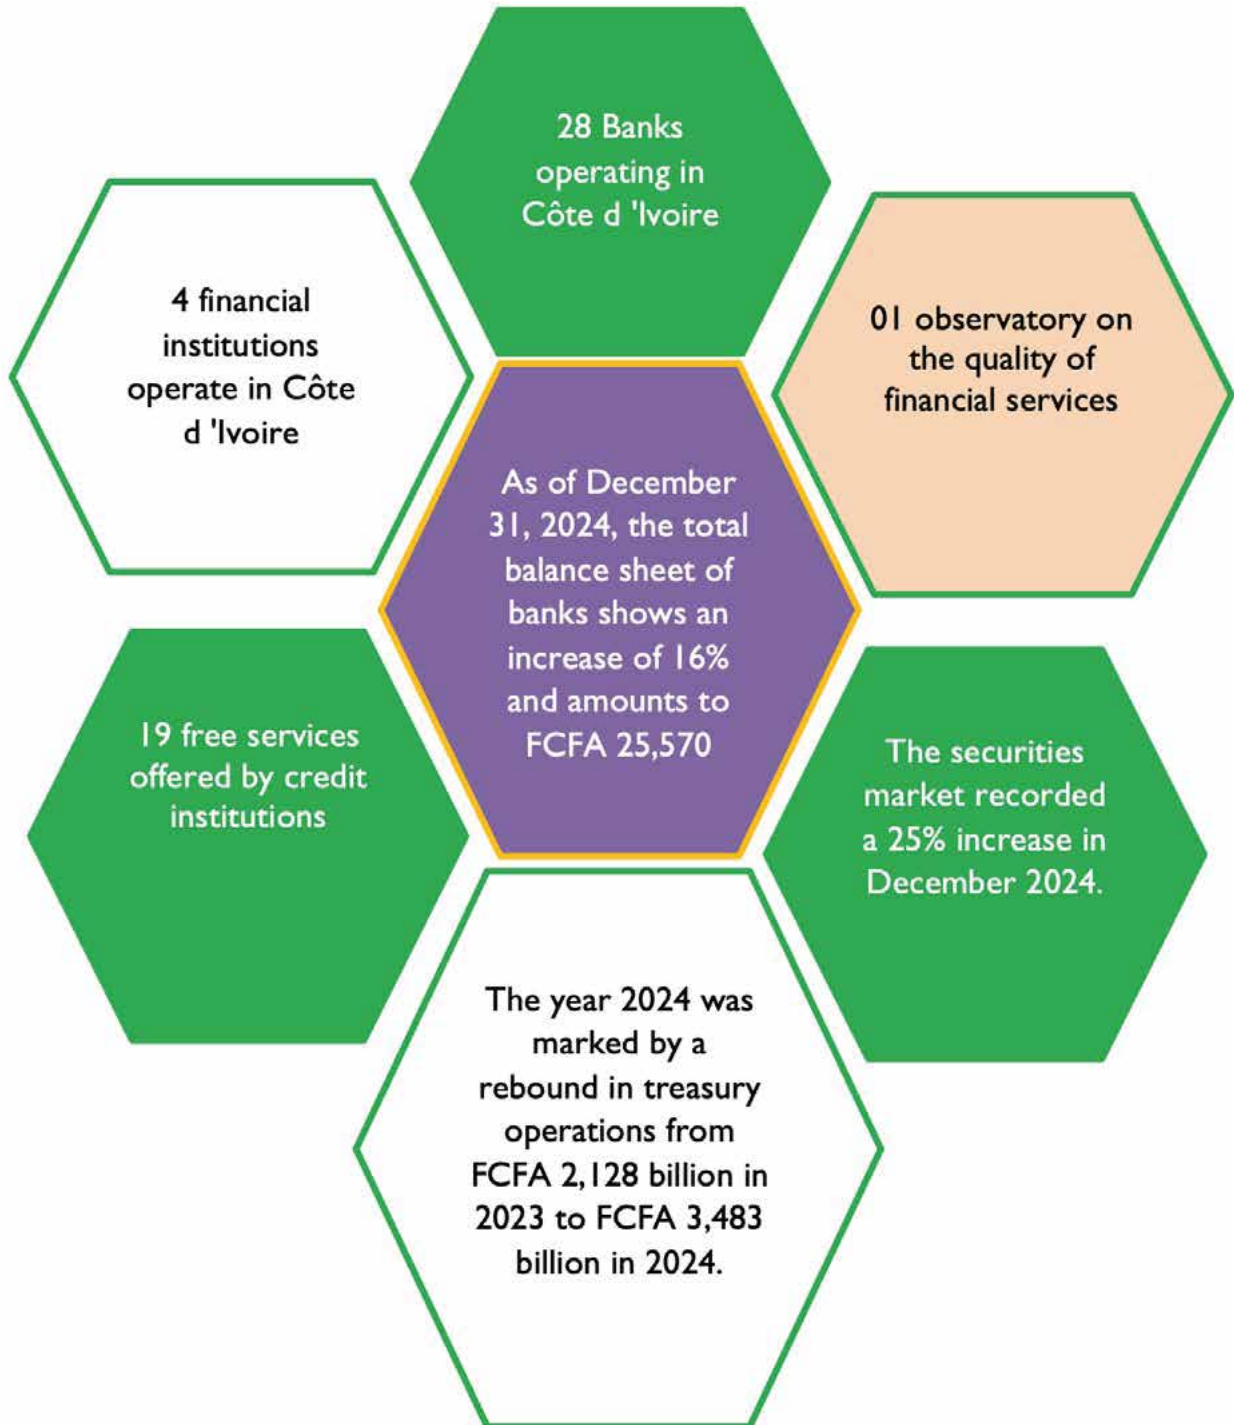 28 Banks
operating in
Côte d 'Ivoire
4 financial
institutions
operate in Côte
d 'Ivoire
01 observatory on
the quality of
financial services
As of December
31, 2024, the total
balance sheet of
banks shows an
increase of 16%
and amounts to
FCFA 25,570
19 free services
offered by credit
institutions
The securities
market recorded
a 25% increase in
December 2024.
The year 2024 was
marked by a
rebound in treasury
operations from
FCFA 2,128 billion in
2023 to FCFA 3,483
billion in 2024.